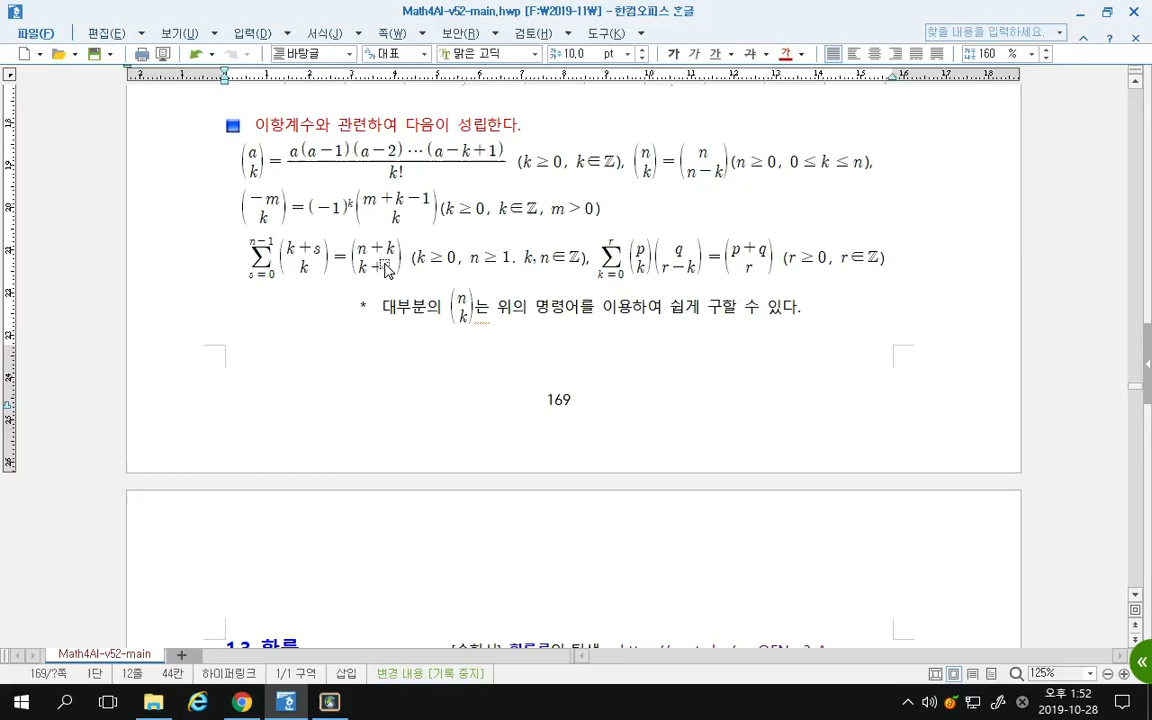 Math4AI-v52-main.hwp [F:₩2019-11₩] - 한컴오피스 한글
파일(F) 편집(E) 보기(U) 입력(D) 서식(J) 쪽(W) 보안(R) 검토(H) 도구(K) 찾을 내용을 입력하세요.
바탕글 대표 맑은 고딕 10.0 pt 가 가 가 가 가 160 %
■ 이항계수와 관련하여 다음이 성립한다.
(a k) = a(a−1)(a−2)⋯(a−k+1) / k! (k≥0, k∈ℤ), (n k) = (n n−k)(n≥0, 0≤k≤n),
(−m k) = (−1)^k (m+k−1 k)(k≥0, k∈ℤ, m>0)
∑_{s=0}^{n−1} (k+s k) = (n+k k+ (k≥0, n≥1. k,n∈ℤ), ∑_{k=0}^{r} (p k)(q r−k) = (p+q r) (r≥0, r∈ℤ)
* 대부분의 (n k)는 위의 명령어를 이용하여 쉽게 구할 수 있다.
169
Math4AI-v52-main
169/?쪽 1단 12줄 44칸 하이퍼링크 1/1 구역 삽입 변경 내용 [기록 중지] 125%
오후 1:52
2019-10-28